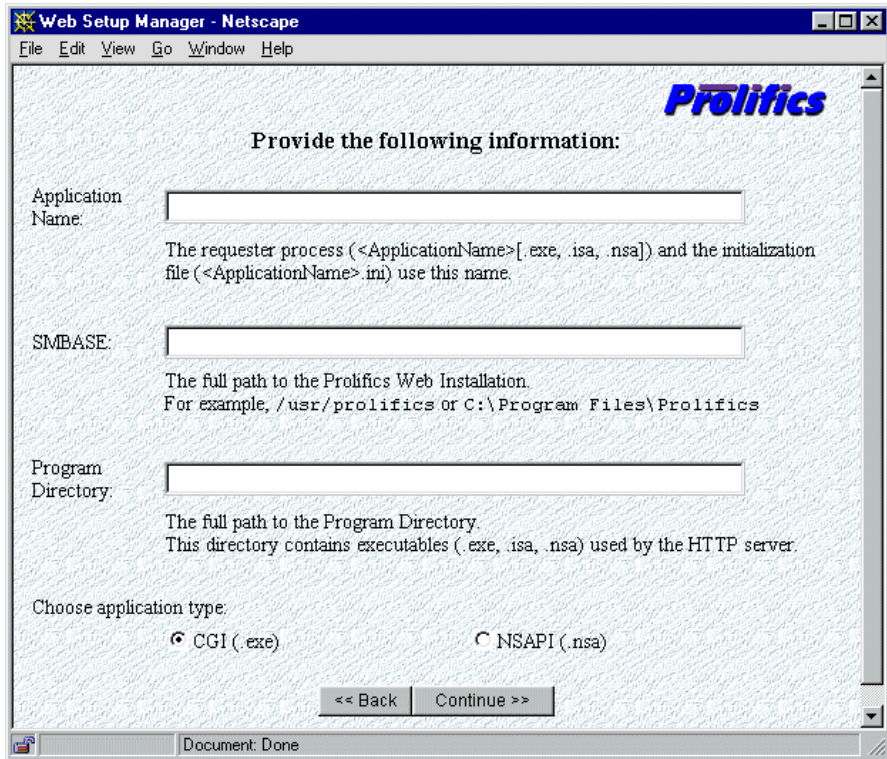 Web Setup Manager - Netscape
File Edit View Go Window Help
Prolifics
Provide the following information:
Application
Name:
The requester process (<ApplicationName>[.exe, .isa, .nsa]) and the initialization
file (<ApplicationName>.ini) use this name.
SMBASE:
The full path to the Prolifics Web Installation.
For example, /usr/prolifics or C:\Program Files\Prolifics
Program
Directory:
The full path to the Program Directory.
This directory contains executables (.exe, .isa, .nsa) used by the HTTP server.
Choose application type:
CGI (.exe) NSAPI (.nsa)
<< Back Continue >>
Document: Done